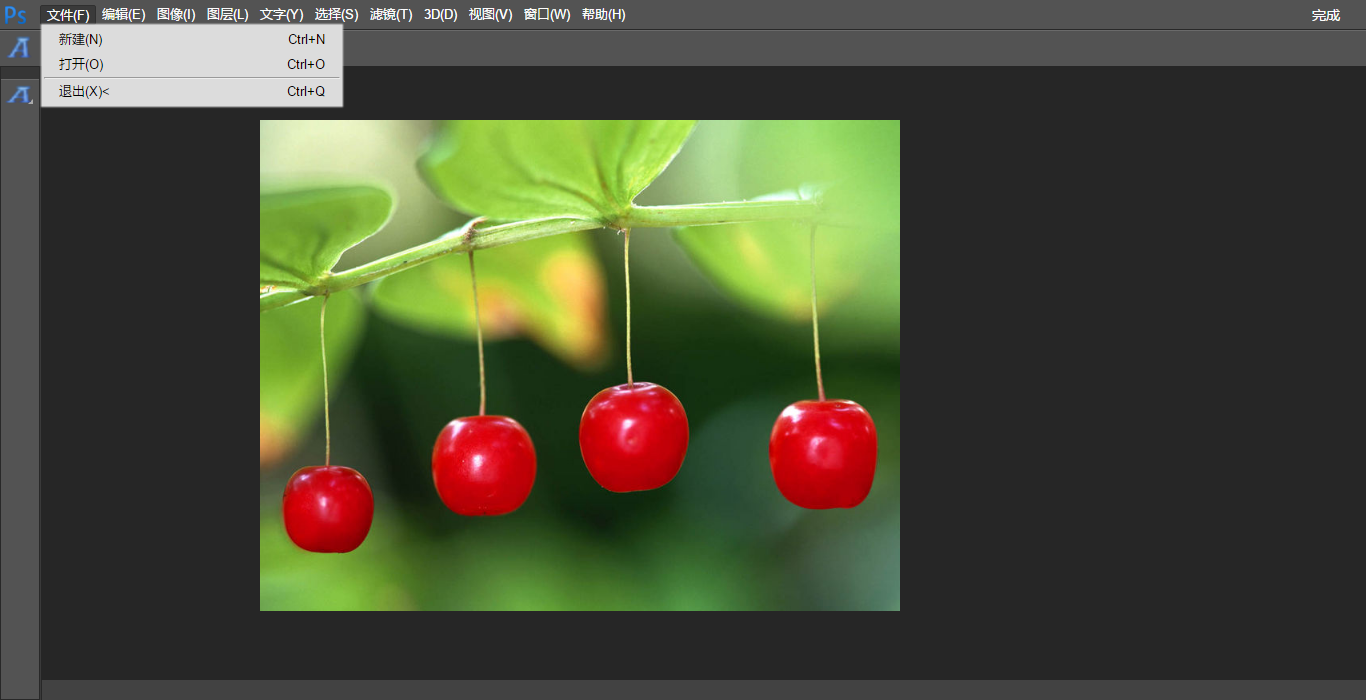 Ps 文件(F) 编辑(E) 图像(I) 图层(L) 文字(Y) 选择(S) 滤镜(T) 3D(D) 视图(V) 窗口(W) 帮助(H) 完成
新建(N) Ctrl+N
打开(O) Ctrl+O
退出(X)< Ctrl+Q
A
A